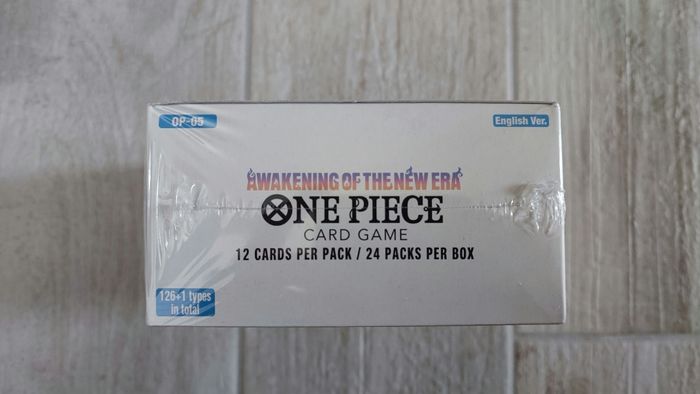 OP-05
English Ver.
AWAKENING OF THE NEW ERA
ONE PIECE
CARD GAME
12 CARDS PER PACK / 24 PACKS PER BOX
126+1 types
in total